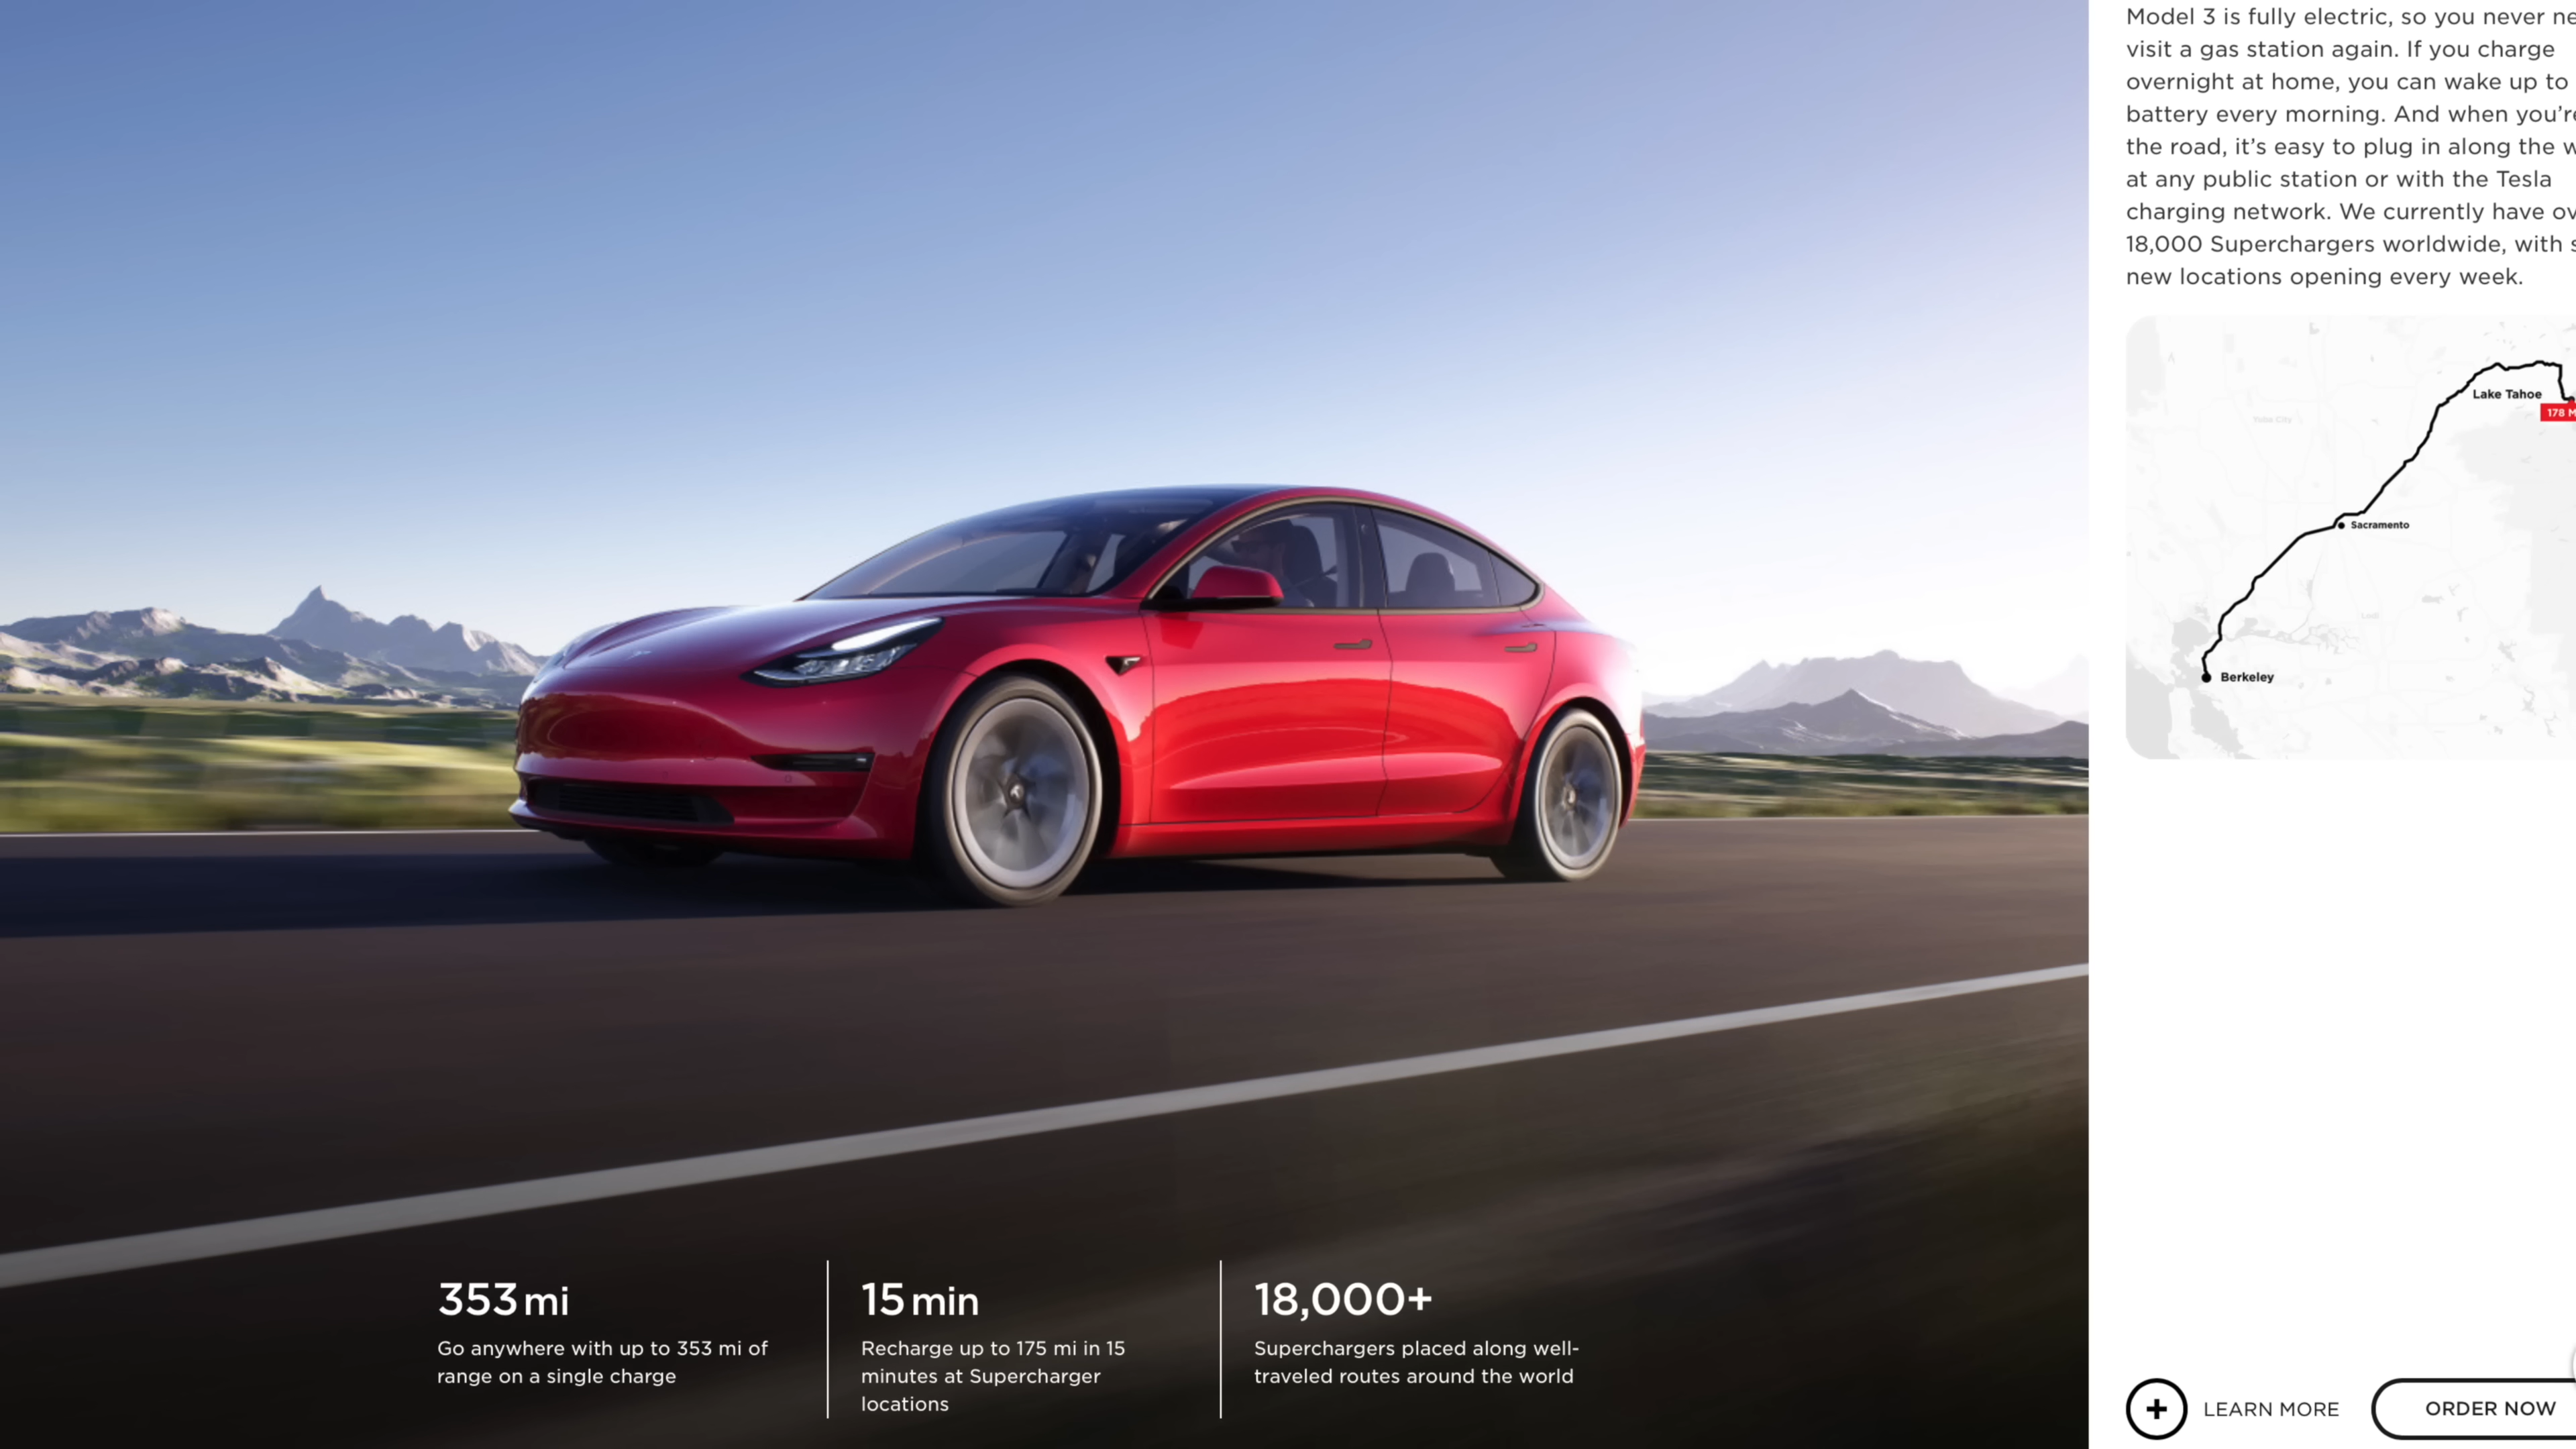 353 mi
Go anywhere with up to 353 mi of
range on a single charge
15 min
Recharge up to 175 mi in 15
minutes at Supercharger
locations
18,000+
Superchargers placed along well-
traveled routes around the world
Model 3 is fully electric, so you never
visit a gas station again. If you charge
overnight at home, you can wake up to
battery every morning. And when you're
the road, it's easy to plug in along the
at any public station or with the Tesla
charging network. We currently have
18,000 Superchargers worldwide, with
new locations opening every week.
Lake Tahoe
178
Yuba City
Sacramento
Lodi
Berkeley
LEARN MORE
ORDER NOW